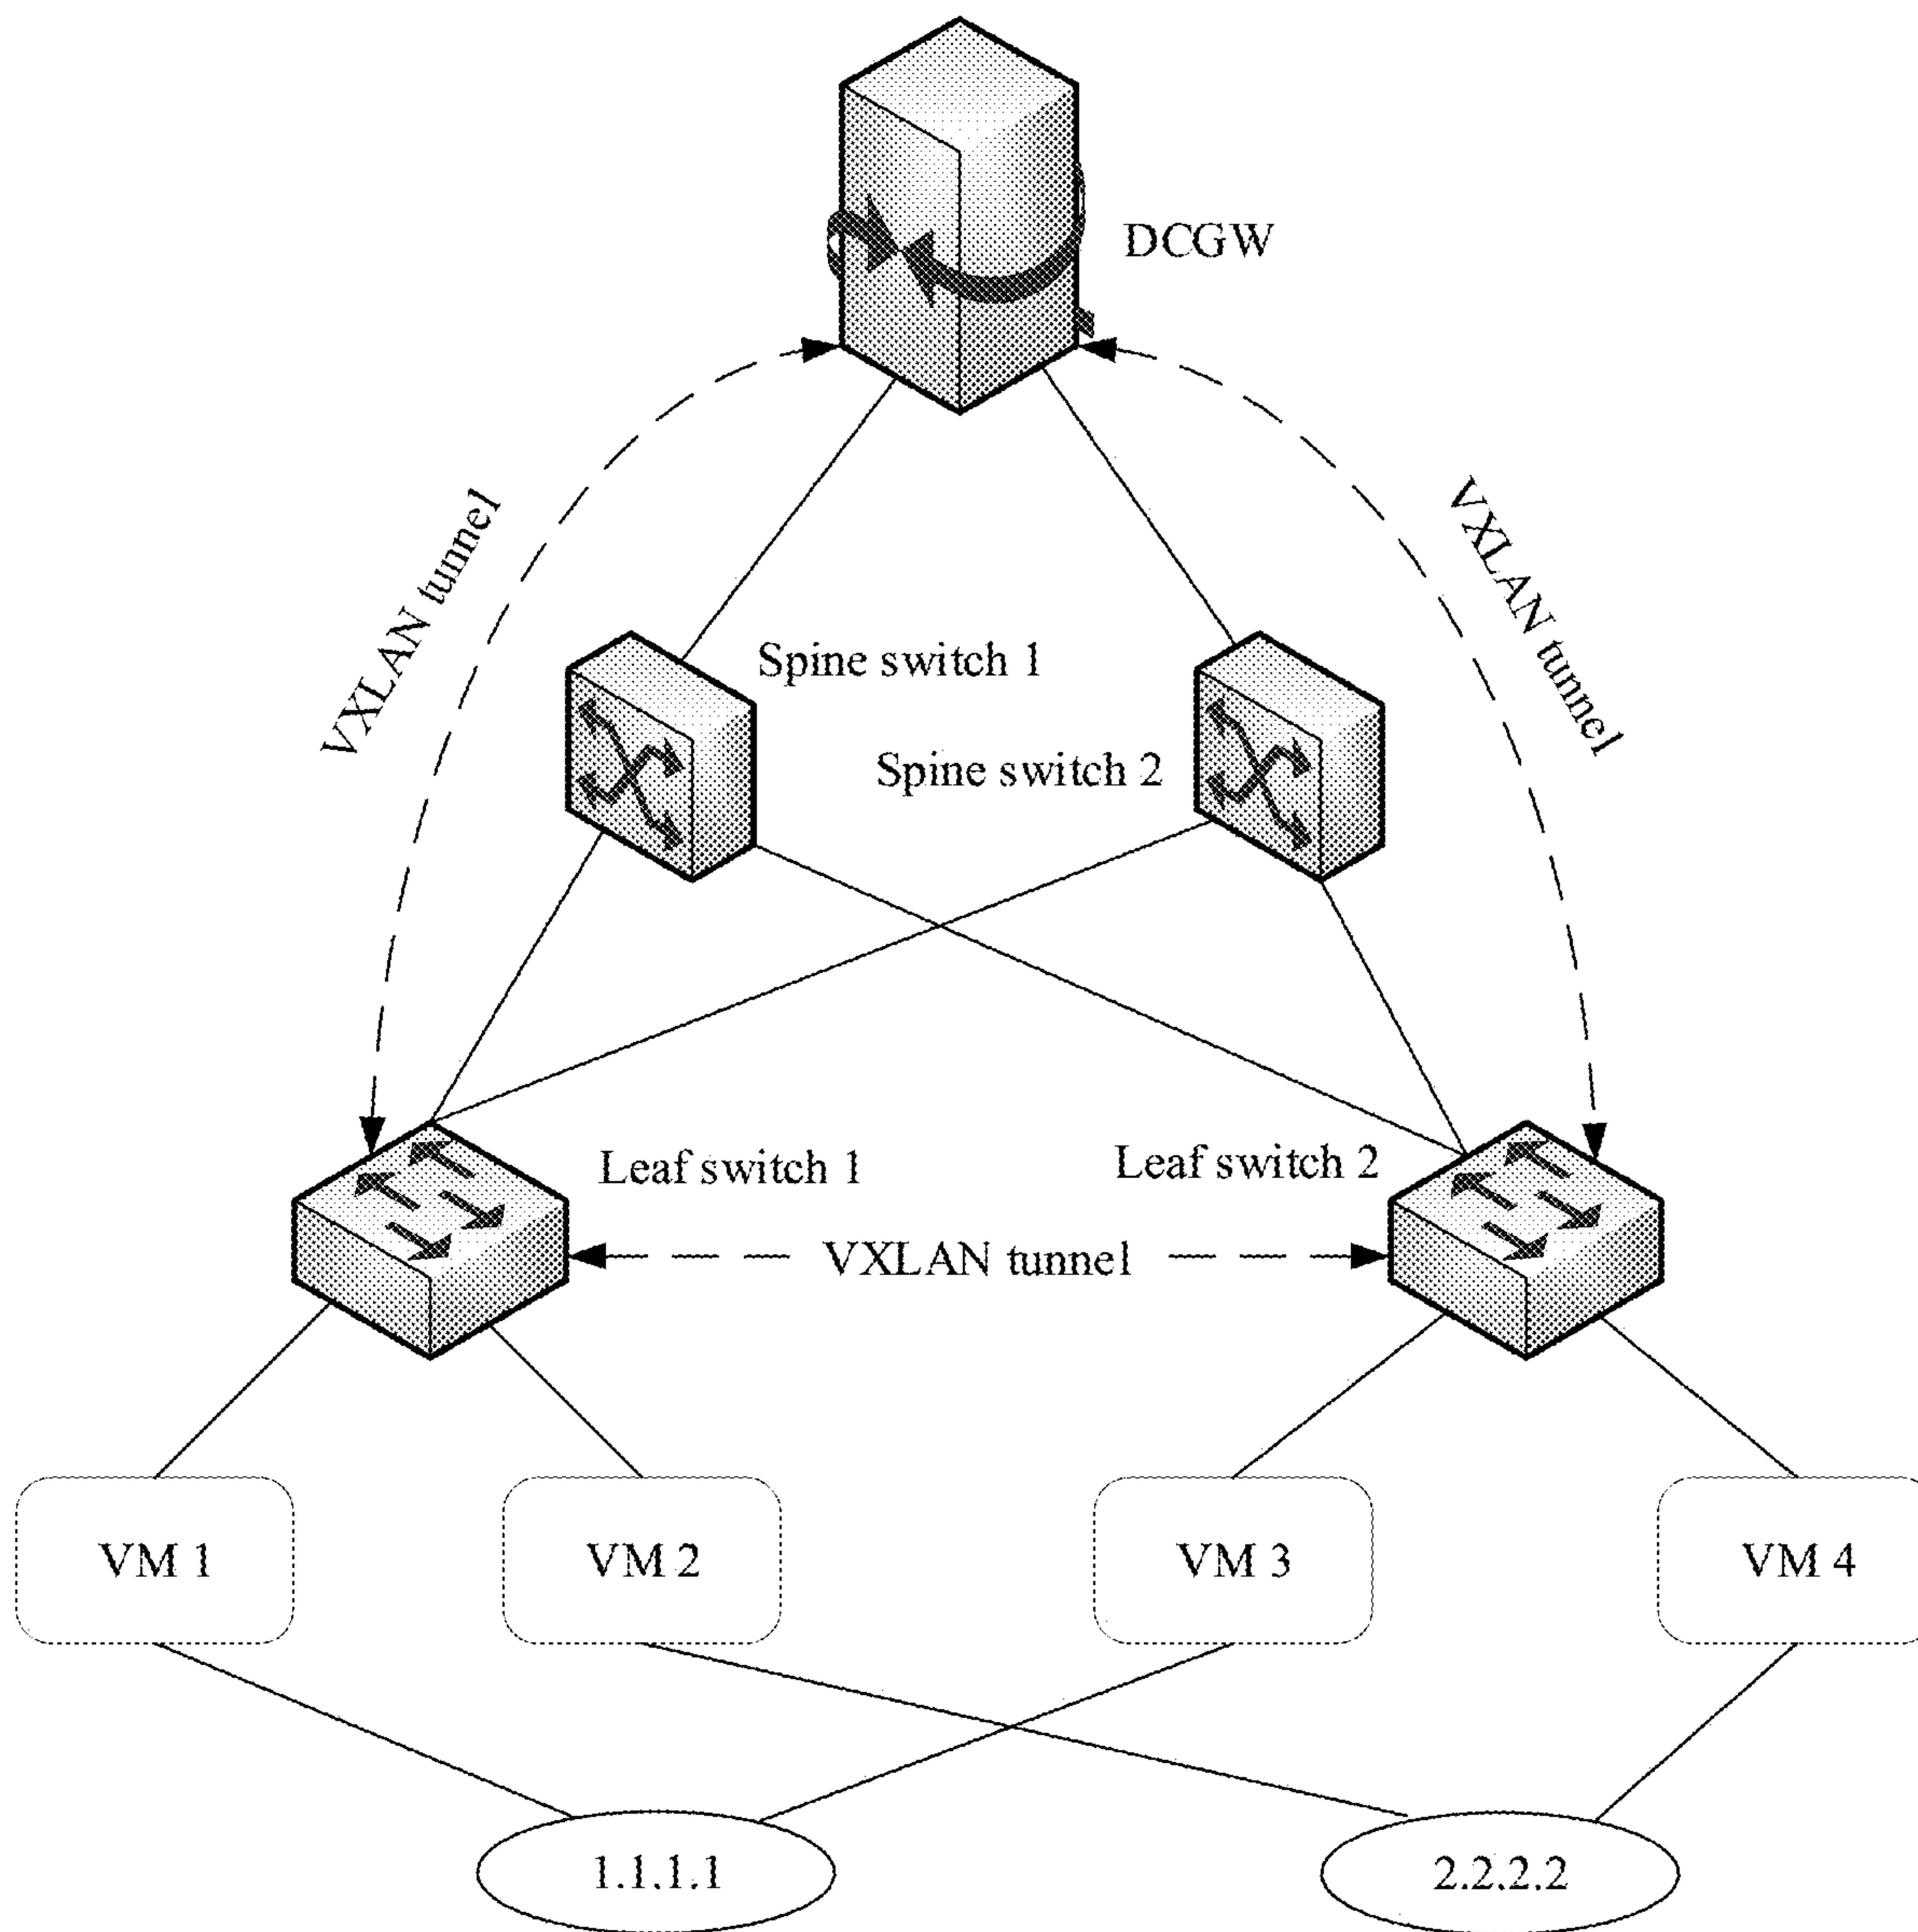 DCGW
VXLAN tunnel
VXLAN tunnel
Spine switch 1
Spine switch 2
Leaf switch 1
Leaf switch 2
VXLAN tunnel
VM 1
VM 2
VM 3
VM 4
1.1.1.1
2.2.2.2